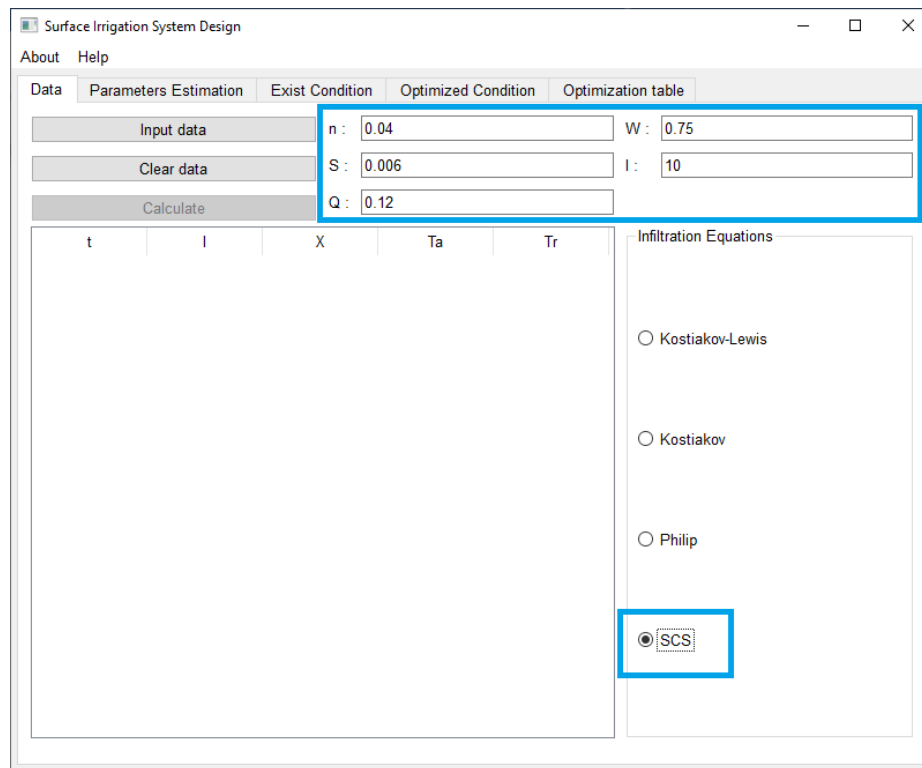 Surface Irrigation System Design
About Help
Data Parameters Estimation Exist Condition Optimized Condition Optimization table
Input data n : 0.04 W : 0.75
Clear data S : 0.006 I : 10
Calculate Q : 0.12
t I X Ta Tr
Infiltration Equations
Kostiakov-Lewis
Kostiakov
Philip
SCS